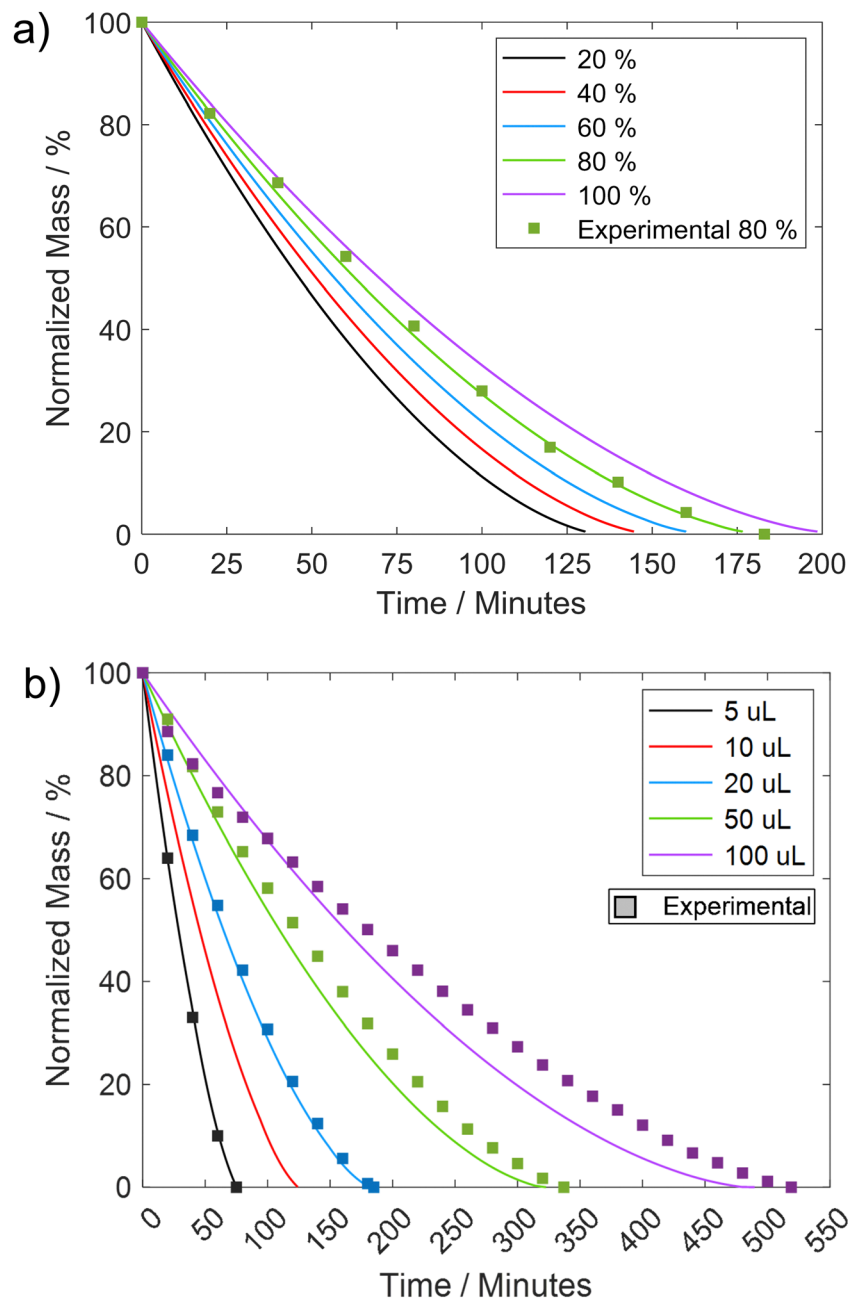 a)
Normalized Mass / %
100
80
60
40
20
0
20 %
40 %
60 %
80 %
100 %
Experimental 80 %
0 25 50 75 100 125 150 175 200
Time / Minutes
b)
Normalized Mass / %
100
80
60
40
20
0
5 uL
10 uL
20 uL
50 uL
100 uL
Experimental
0 50 100 150 200 250 300 350 400 450 500 550
Time / Minutes